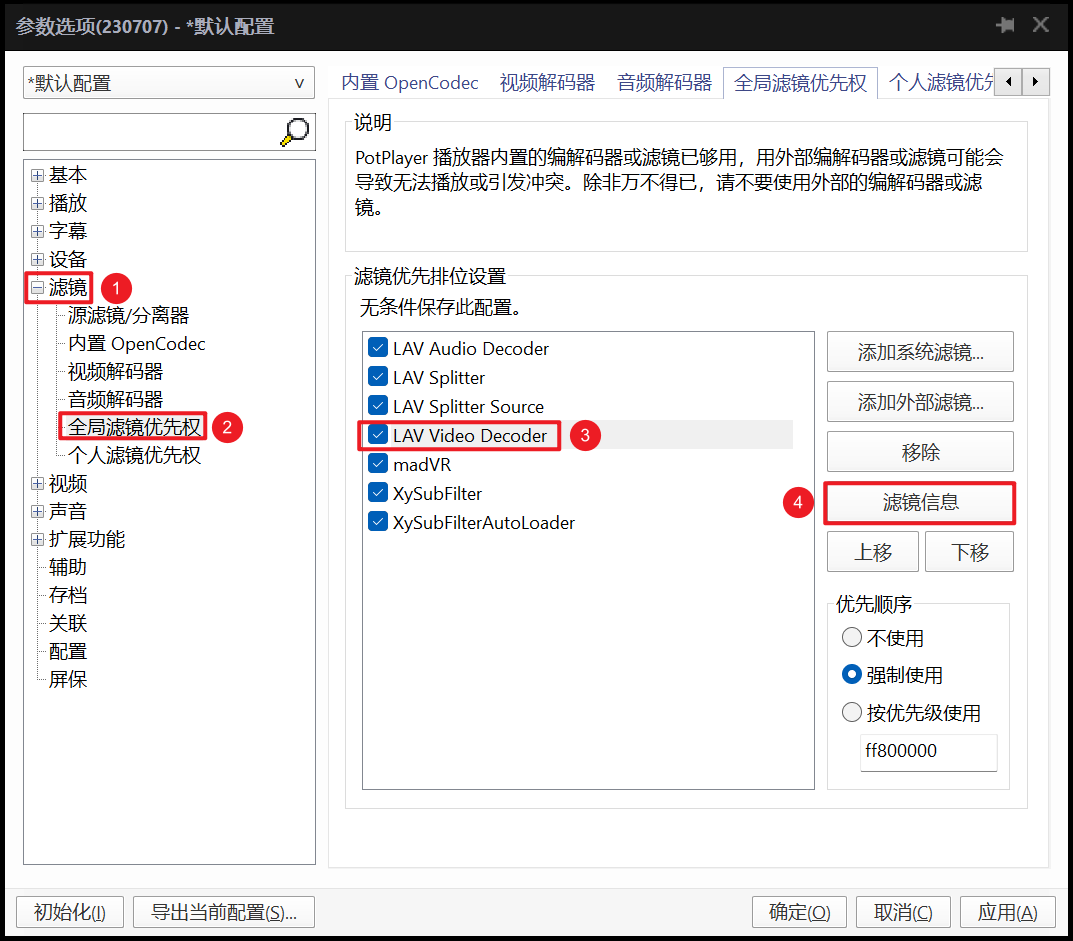 参数选项(230707) - *默认配置
*默认配置
内置 OpenCodec
视频解码器
音频解码器
全局滤镜优先权
个人滤镜优先
基本
播放
字幕
设备
滤镜
1
源滤镜/分离器
内置 OpenCodec
视频解码器
音频解码器
全局滤镜优先权
2
个人滤镜优先权
视频
声音
扩展功能
辅助
存档
关联
配置
屏保
说明
PotPlayer 播放器内置的编解码器或滤镜已够用，用外部编解码器或滤镜可能会
导致无法播放或引发冲突。除非万不得已，请不要使用外部的编解码器或滤
镜。
滤镜优先排位设置
无条件保存此配置。
LAV Audio Decoder
LAV Splitter
LAV Splitter Source
LAV Video Decoder
3
madVR
XySubFilter
XySubFilterAutoLoader
添加系统滤镜...
添加外部滤镜...
移除
4
滤镜信息
上移
下移
优先顺序
不使用
强制使用
按优先级使用
ff800000
初始化(I)
导出当前配置(S)...
确定(O)
取消(C)
应用(A)